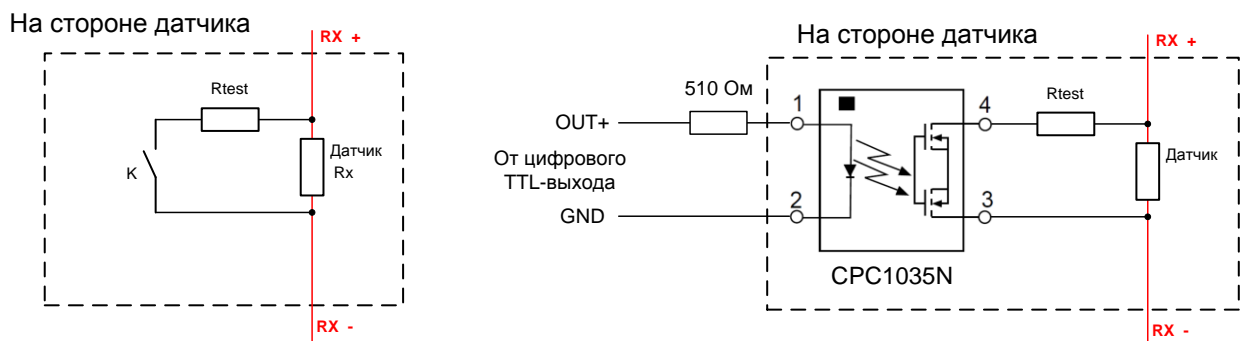 На стороне датчика
RX +
Rtest
Датчик
Rx
K
RX -
На стороне датчика
RX +
510 Ом
1
4
Rtest
OUT+
От цифрового
TTL-выхода
Датчик
2
3
GND
CPC1035N
RX -